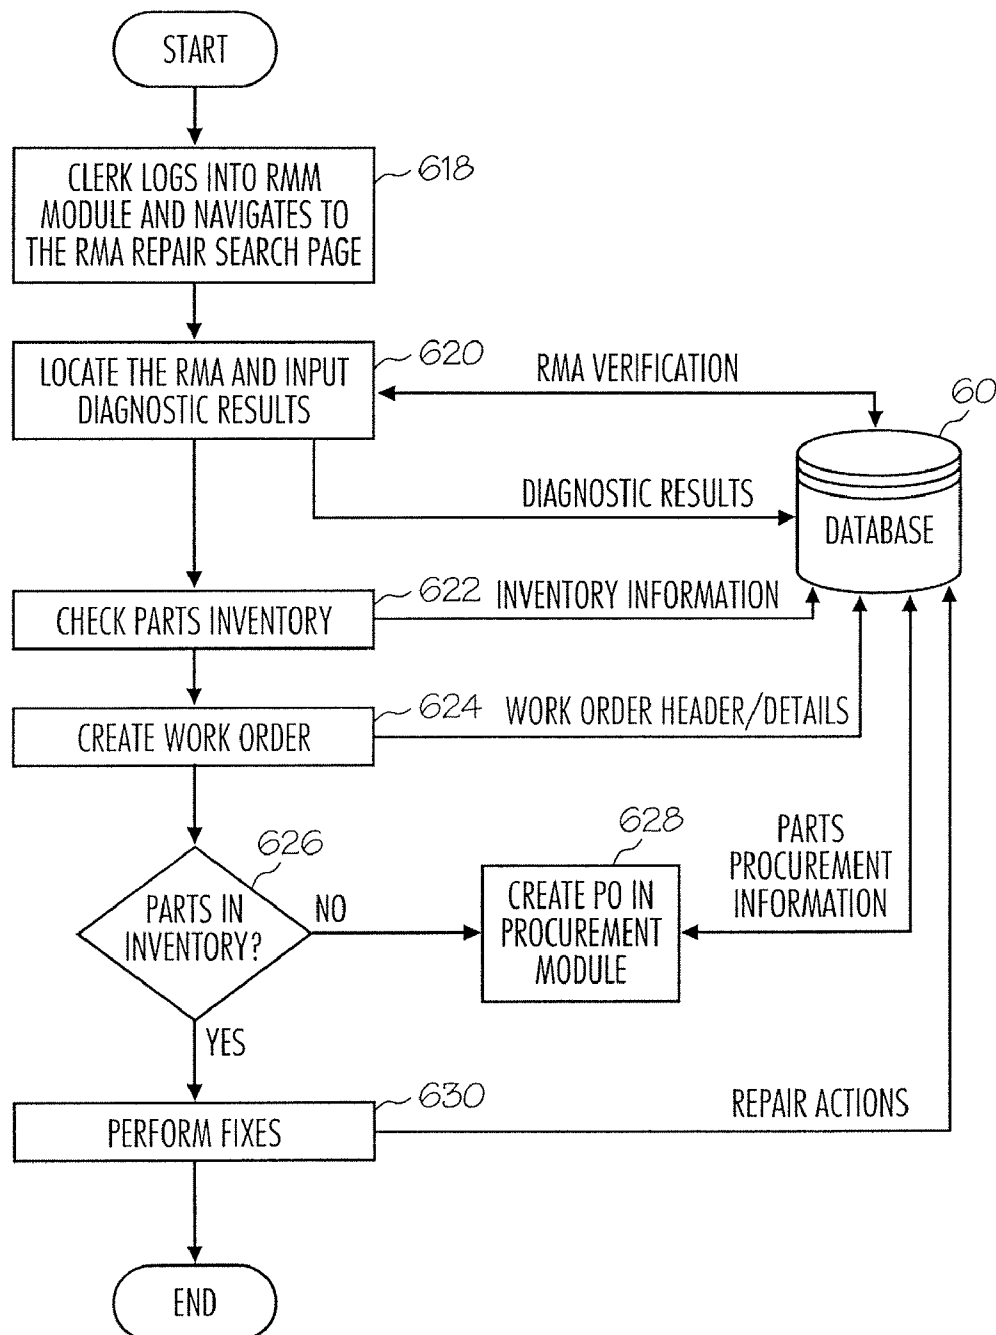 START
CLERK LOGS INTO RMM
MODULE AND NAVIGATES TO
THE RMA REPAIR SEARCH PAGE
618
LOCATE THE RMA AND INPUT
DIAGNOSTIC RESULTS
620
RMA VERIFICATION
60
DIAGNOSTIC RESULTS
DATABASE
CHECK PARTS INVENTORY
622
INVENTORY INFORMATION
CREATE WORK ORDER
624
WORK ORDER HEADER/DETAILS
626
PARTS IN
INVENTORY?
NO
628
CREATE PO IN
PROCUREMENT
MODULE
PARTS
PROCUREMENT
INFORMATION
YES
PERFORM FIXES
630
REPAIR ACTIONS
END